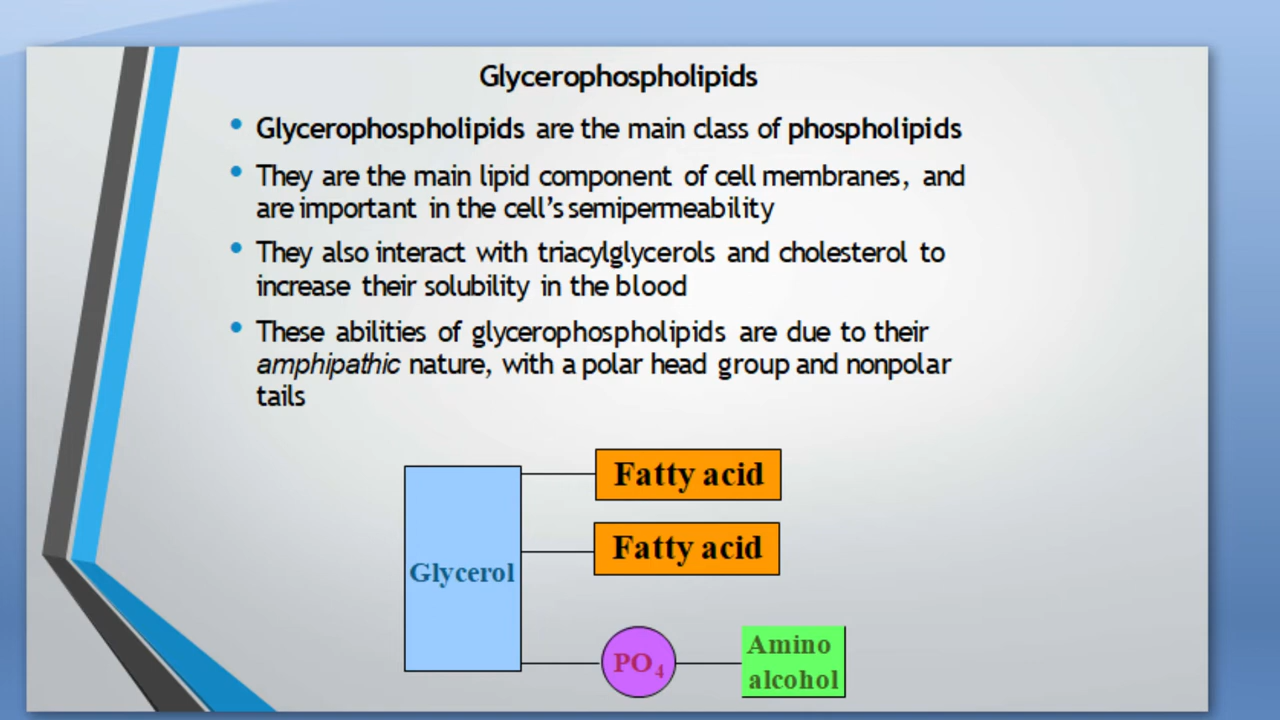 Glycerophospholipids
• Glycerophospholipids are the main class of phospholipids
• They are the main lipid component of cell membranes, and
are important in the cell's semipermeability
• They also interact with triacylglycerols and cholesterol to
increase their solubility in the blood
• These abilities of glycerophospholipids are due to their
amphipathic nature, with a polar head group and nonpolar
tails
Fatty acid
Fatty acid
Glycerol
PO₄
Amino
alcohol